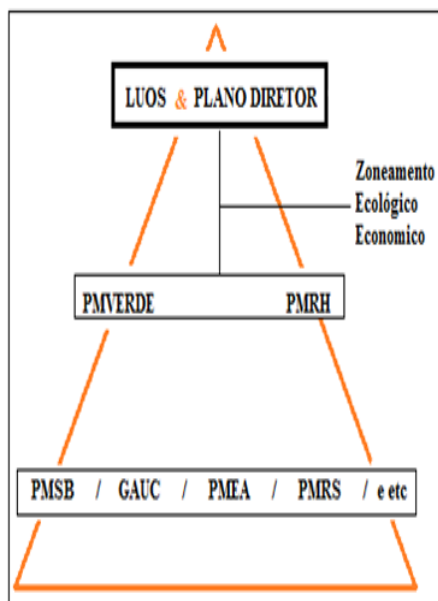 LUOS & PLANO DIRETOR
Zoneamento
Ecológico
Economico
PMVERDE PMRH
PMSB / GAUC / PMEA / PMRS / e etc